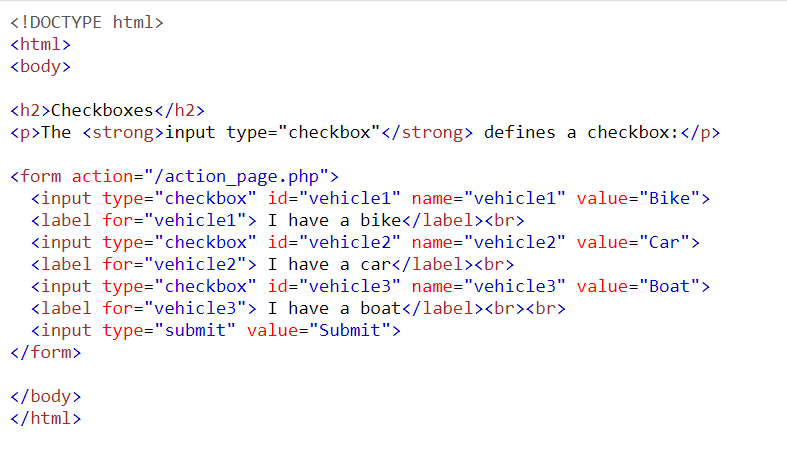 <!DOCTYPE html>
<html>
<body>

<h2>Checkboxes</h2>
<p>The <strong>input type="checkbox"</strong> defines a checkbox:</p>

<form action="/action_page.php">
  <input type="checkbox" id="vehicle1" name="vehicle1" value="Bike">
  <label for="vehicle1"> I have a bike</label><br>
  <input type="checkbox" id="vehicle2" name="vehicle2" value="Car">
  <label for="vehicle2"> I have a car</label><br>
  <input type="checkbox" id="vehicle3" name="vehicle3" value="Boat">
  <label for="vehicle3"> I have a boat</label><br><br>
  <input type="submit" value="Submit">
</form>

</body>
</html>